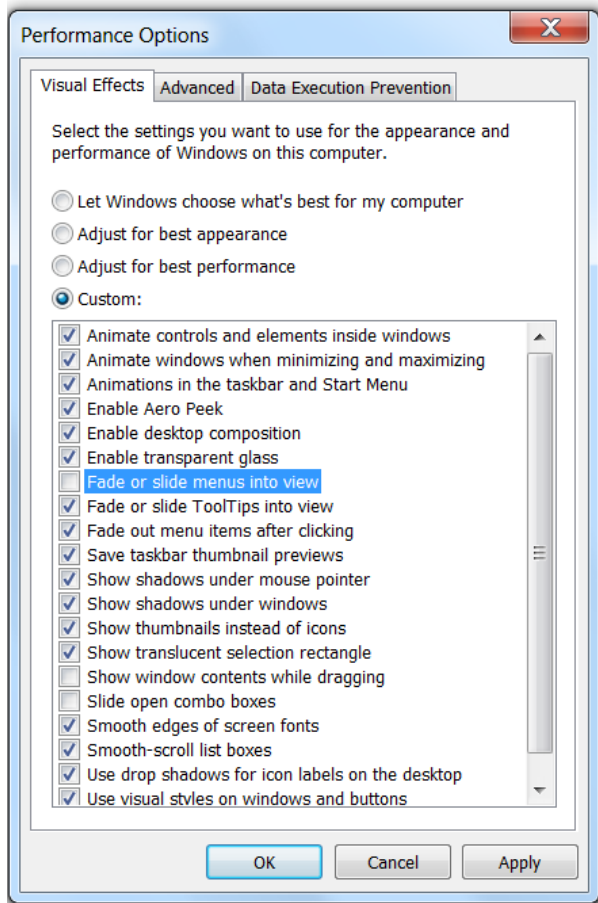 Performance Options
Visual Effects Advanced Data Execution Prevention
Select the settings you want to use for the appearance and
performance of Windows on this computer.
Let Windows choose what's best for my computer
Adjust for best appearance
Adjust for best performance
Custom:
Animate controls and elements inside windows
Animate windows when minimizing and maximizing
Animations in the taskbar and Start Menu
Enable Aero Peek
Enable desktop composition
Enable transparent glass
Fade or slide menus into view
Fade or slide ToolTips into view
Fade out menu items after clicking
Save taskbar thumbnail previews
Show shadows under mouse pointer
Show shadows under windows
Show thumbnails instead of icons
Show translucent selection rectangle
Show window contents while dragging
Slide open combo boxes
Smooth edges of screen fonts
Smooth-scroll list boxes
Use drop shadows for icon labels on the desktop
Use visual styles on windows and buttons
OK Cancel Apply